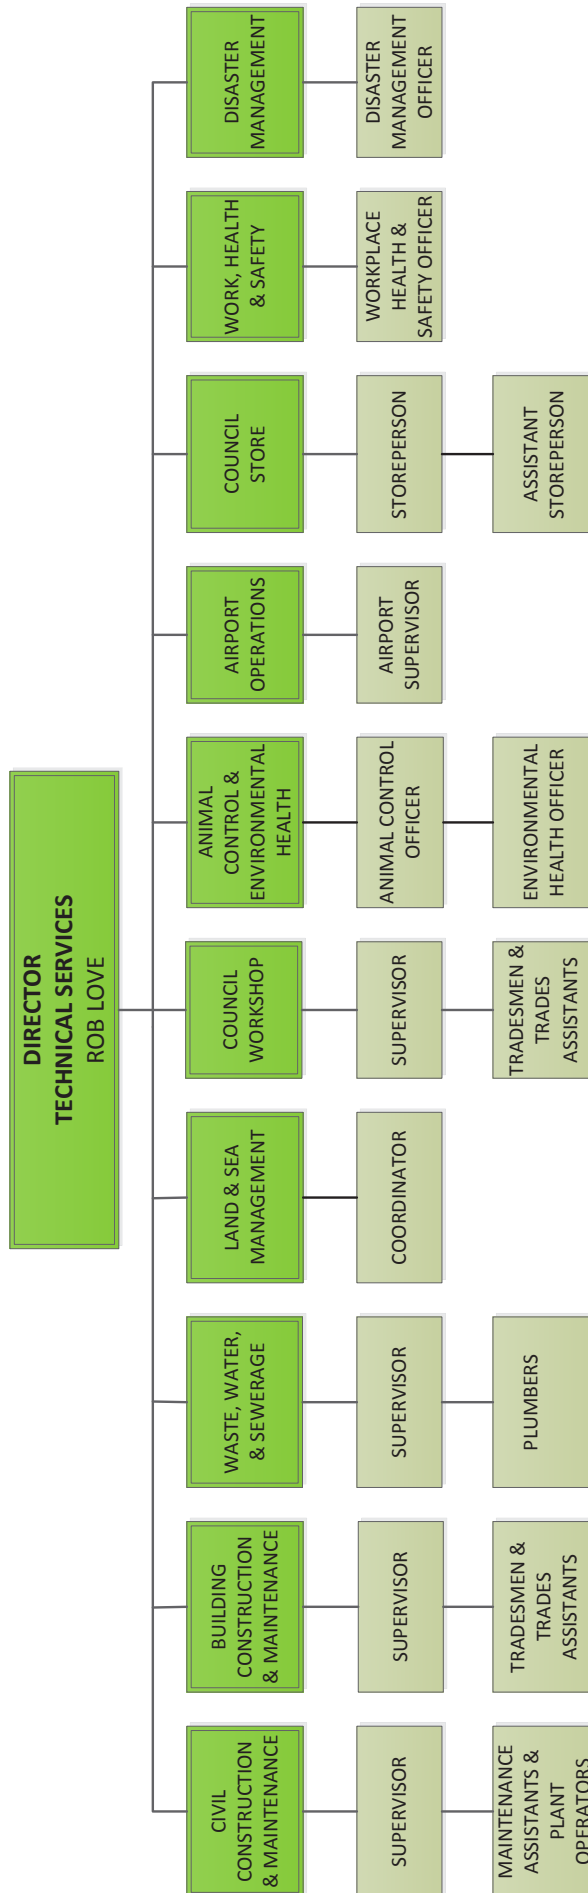 DIRECTOR
TECHNICAL SERVICES
ROB LOVE
CIVIL
CONSTRUCTION
& MAINTENANCE
BUILDING
CONSTRUCTION
& MAINTENANCE
WASTE, WATER,
& SEWERAGE
LAND & SEA
MANAGEMENT
COUNCIL
WORKSHOP
ANIMAL
CONTROL &
ENVIRONMENTAL
HEALTH
AIRPORT
OPERATIONS
COUNCIL
STORE
WORK, HEALTH
& SAFETY
DISASTER
MANAGEMENT
SUPERVISOR
SUPERVISOR
SUPERVISOR
COORDINATOR
SUPERVISOR
ANIMAL CONTROL
OFFICER
AIRPORT
SUPERVISOR
STOREPERSON
WORKPLACE
HEALTH &
SAFETY OFFICER
DISASTER
MANAGEMENT
OFFICER
MAINTENANCE
ASSISTANTS &
PLANT
OPERATORS
TRADESMEN &
TRADES
ASSISTANTS
PLUMBERS
TRADESMEN &
TRADES
ASSISTANTS
ENVIRONMENTAL
HEALTH OFFICER
ASSISTANT
STOREPERSON